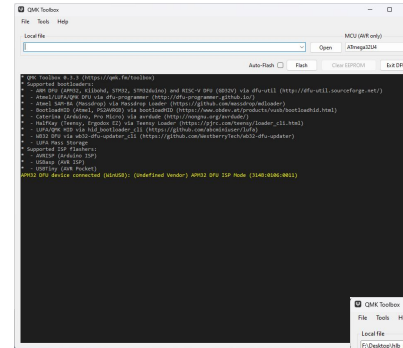 QMK Toolbox
File Tools Help
Local file
MCU (AVR only)
Open ATmega32U4
Auto-Flash Flash Clear EEPROM Exit DF
* QMK Toolbox 0.3.3 (https://qmk.fm/toolbox)
* Supported bootloaders:
* - ARM DFU (APM32, Kiibohd, STM32, STM32duino) and RISC-V DFU (GD32V) via dfu-util (http://dfu-util.sourceforge.net/)
* - Atmel/LUFA/QMK DFU via dfu-programmer (http://dfu-programmer.github.io/)
* - Atmel SAM-BA (Massdrop) via Massdrop Loader (https://github.com/massdrop/mdloader)
* - BootloadHID (Atmel, PS2AVRGB) via bootloadHID (https://www.obdev.at/products/vusb/bootloadhid.html)
* - Caterina (Arduino, Pro Micro) via avrdude (http://nongnu.org/avrdude/)
* - HalfKay (Teensy, Ergodox EZ) via Teensy Loader (https://pjrc.com/teensy/loader_cli.html)
* - LUFA/QMK HID via hid_bootloader_cli (https://github.com/abcminiuser/lufa)
* - WB32 DFU via wb32-dfu-updater_cli (https://github.com/WestberryTech/wb32-dfu-updater)
* - LUFA Mass Storage
* Supported ISP flashers:
* - AVRISP (Arduino ISP)
* - USBasp (AVR ISP)
* - USBTiny (AVR Pocket)
APM32 DFU device connected (WinUSB): (Undefined Vendor) APM32 DFU ISP Mode (314B:0106:0011)
QMK Toolbox
File Tools H
Local file
F:\Desktop\hlb